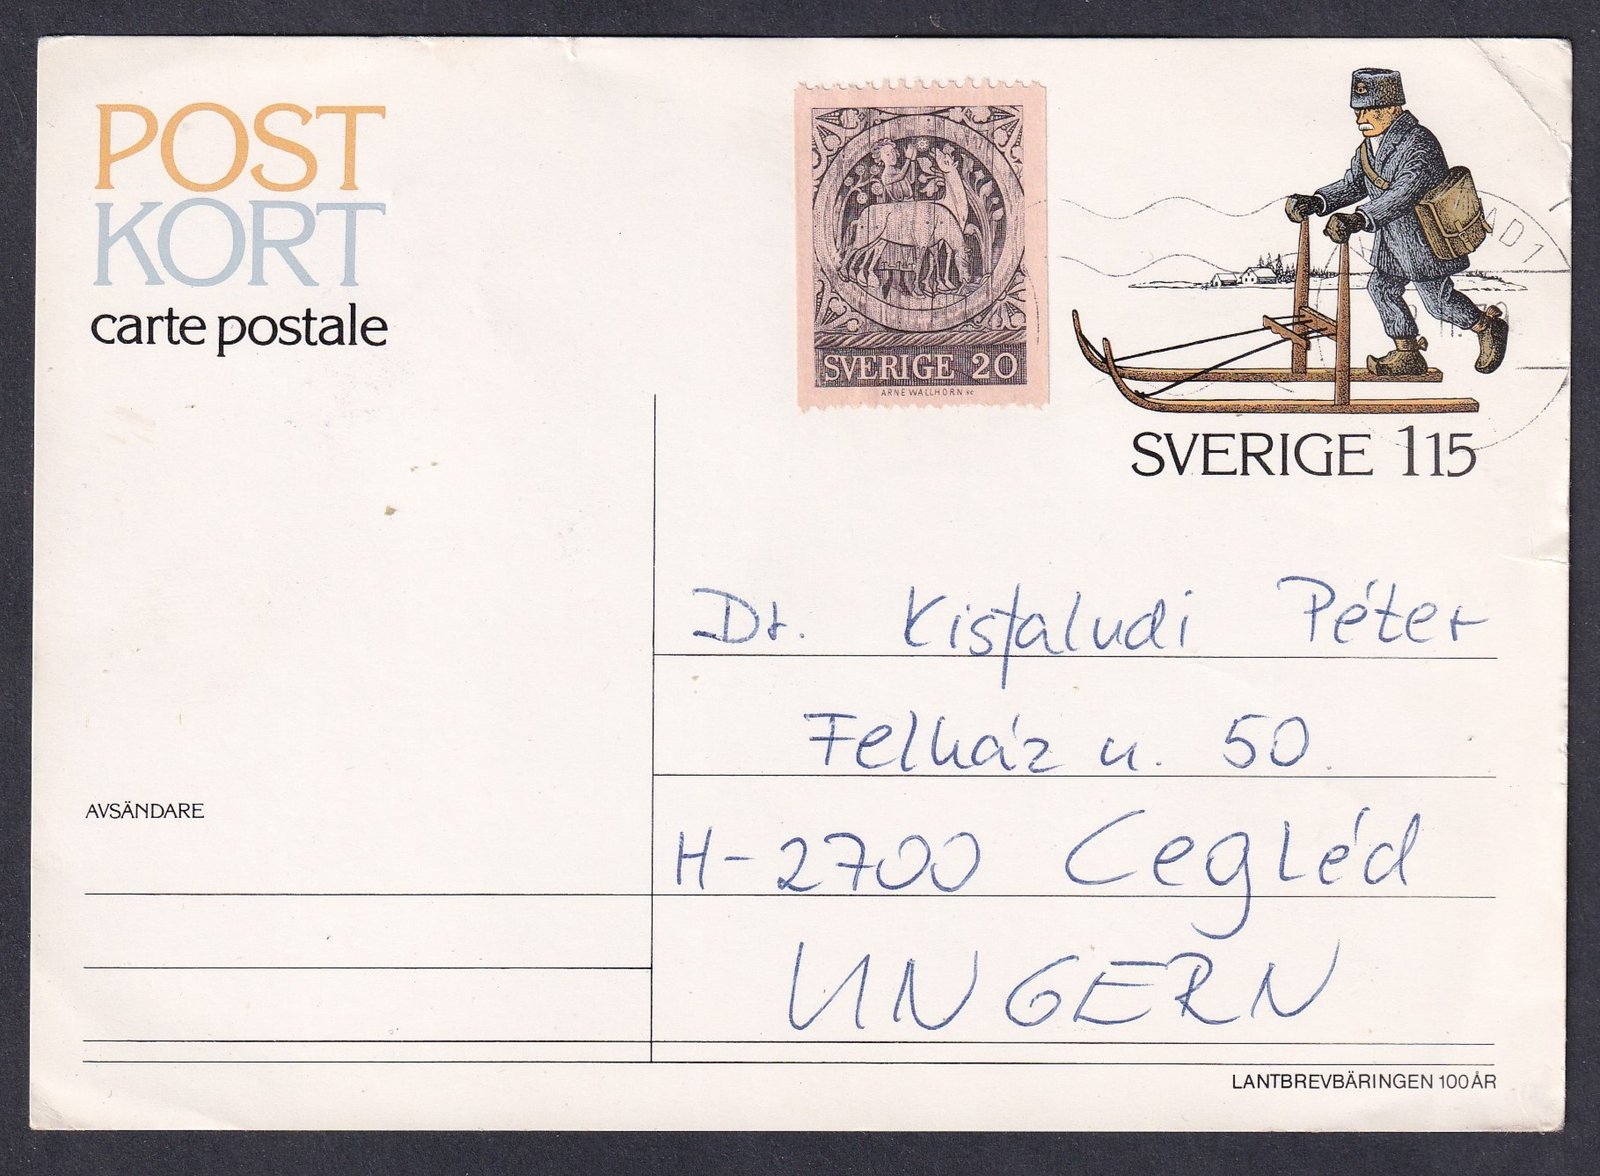 POST
KORT
carte postale
SVERIGE 20
ARNE WALLHORN sc
SVERIGE 115
Dr. Kisfaludi Péter
Felház u. 50.
H-2700 Cegléd
UNGERN
AVSÄNDARE
LANTBREVBÄRINGEN 100 ÅR